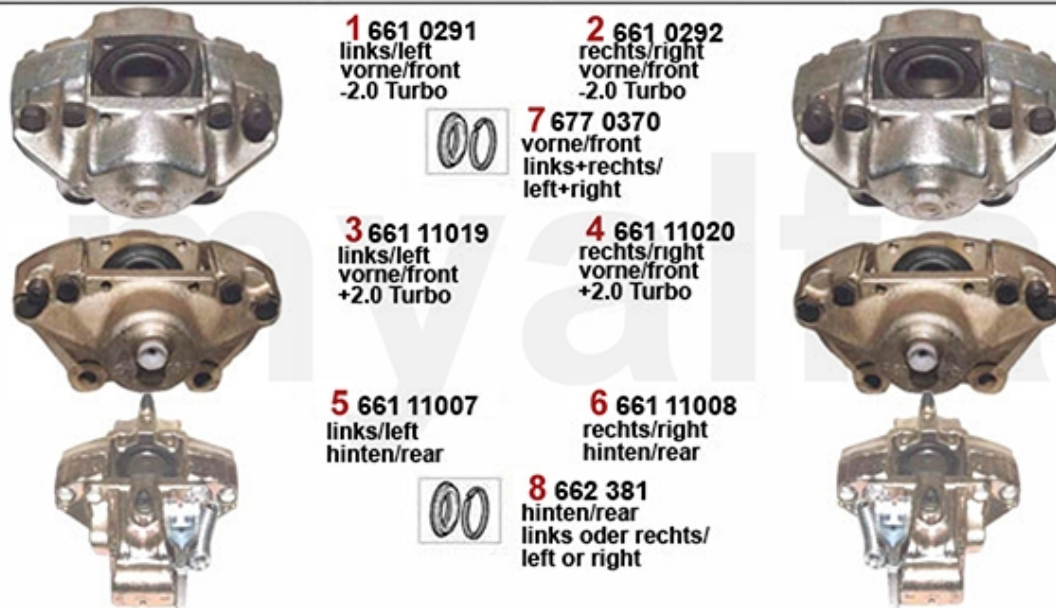 1 661 0291
links/left
vorne/front
-2.0 Turbo
2 661 0292
rechts/right
vorne/front
-2.0 Turbo
7 677 0370
vorne/front
links+rechts/
left+right
3 661 11019
links/left
vorne/front
+2.0 Turbo
4 661 11020
rechts/right
vorne/front
+2.0 Turbo
5 661 11007
links/left
hinten/rear
6 661 11008
rechts/right
hinten/rear
8 662 381
hinten/rear
links oder rechts/
left or right
myalfa